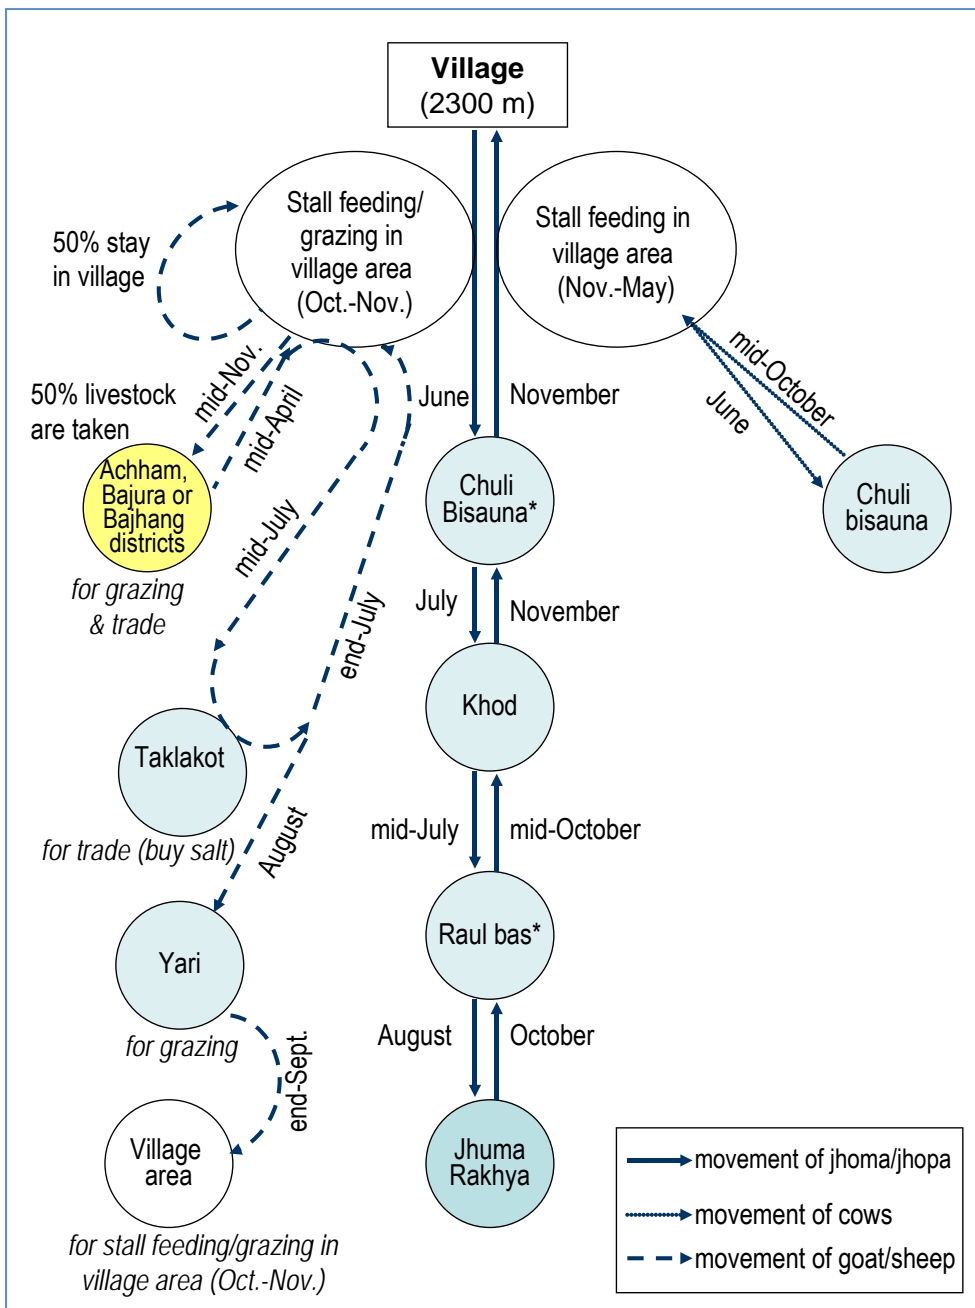 Village
(2300 m)
Stall feeding/
grazing in
village area
(Oct.-Nov.)
Stall feeding in
village area
(Nov.-May)
50% stay
in village
mid-Nov.
mid-April
50% livestock
are taken
Achham,
Bajura or
Bajhang
districts
for grazing
& trade
mid-July
end-July
June
November
mid-October
June
Chuli
Bisauna*
Chuli
bisauna
July
November
Khod
Taklakot
for trade (buy salt)
August
mid-July
mid-October
Raul bas*
Yari
for grazing
end-Sept.
August
October
Village
area
for stall feeding/grazing in
village area (Oct.-Nov.)
Jhuma
Rakhya
movement of jhoma/jhopa
movement of cows
movement of goat/sheep